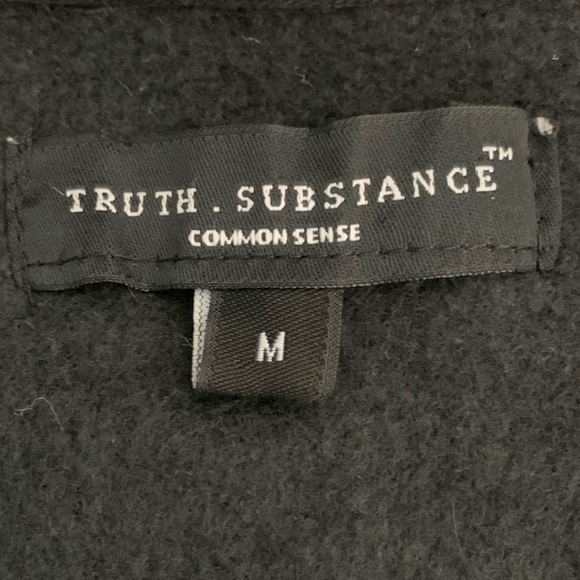 TRUTH . SUBSTANCE™
COMMON SENSE
M